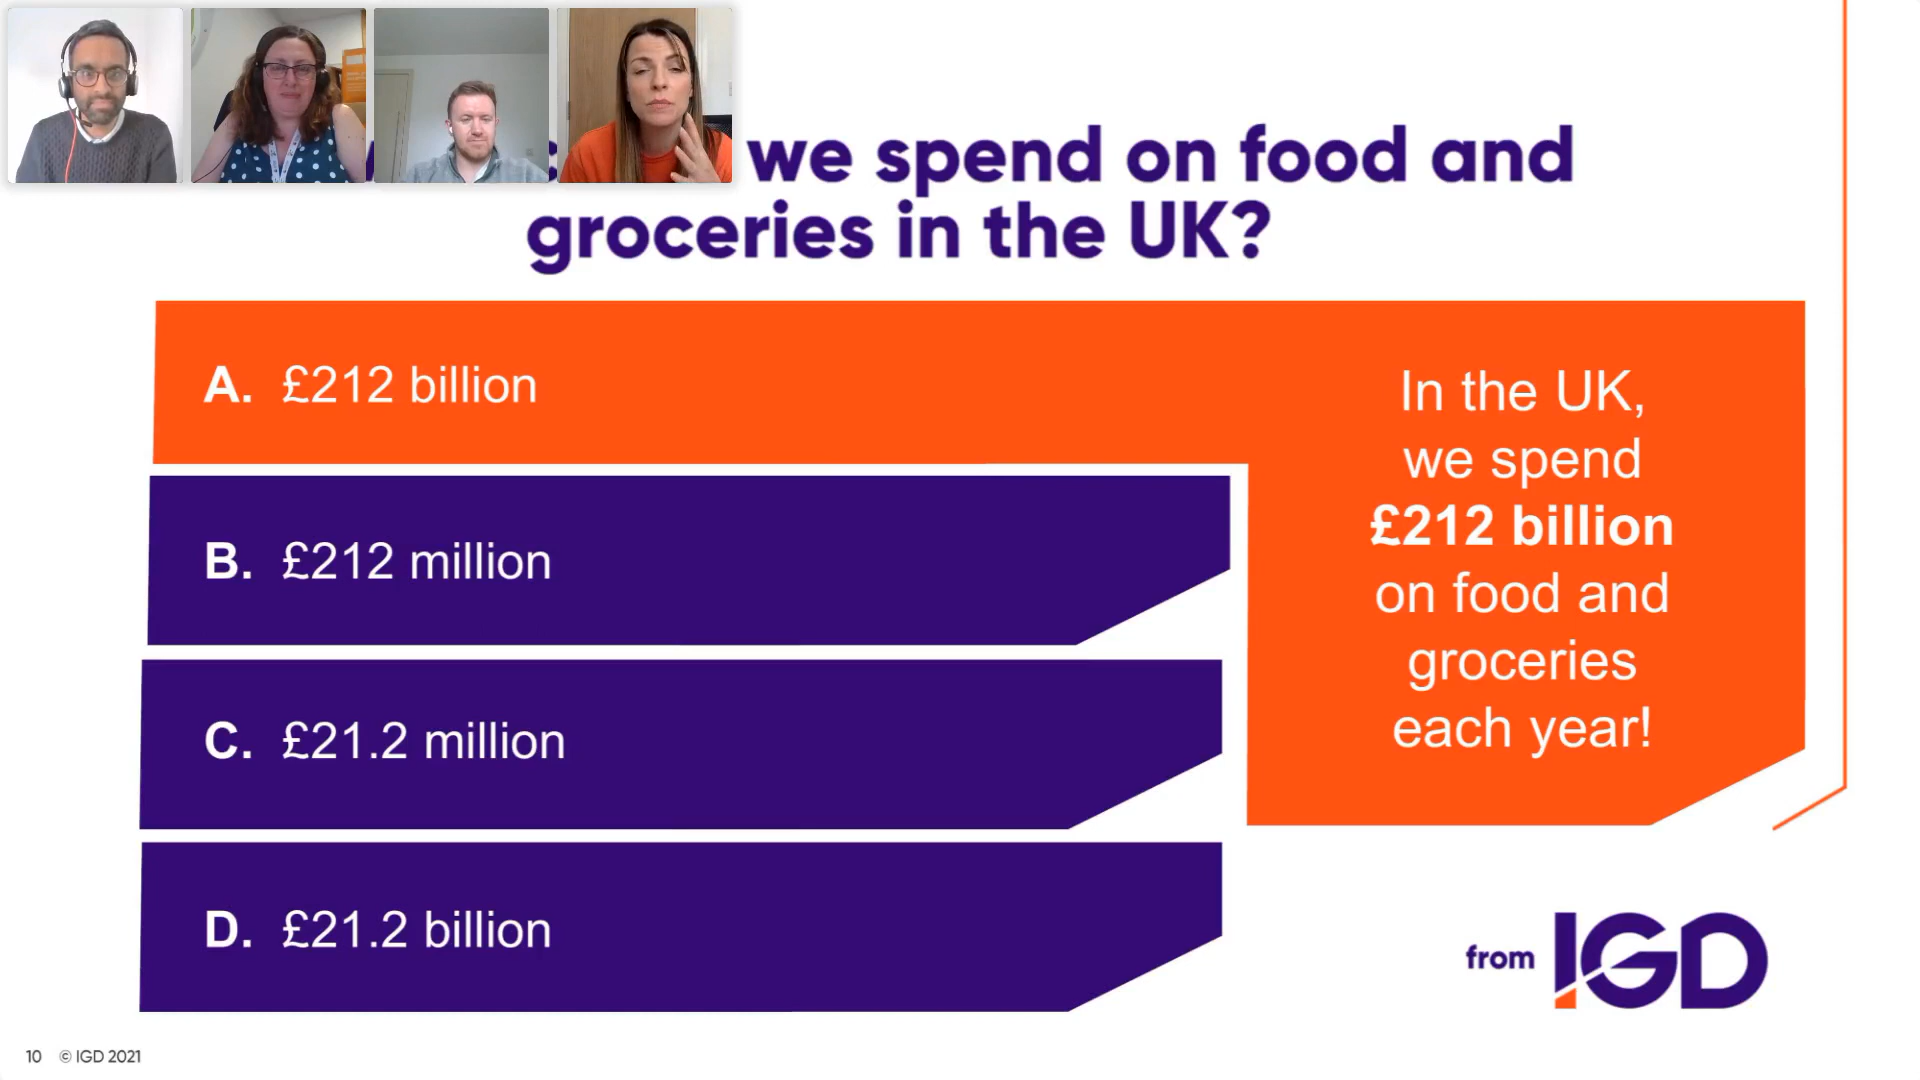 we spend on food and
groceries in the UK?
A. £212 billion
B. £212 million
C. £21.2 million
D. £21.2 billion
In the UK,
we spend
£212 billion
on food and
groceries
each year!
from IGD
10 © IGD 2021